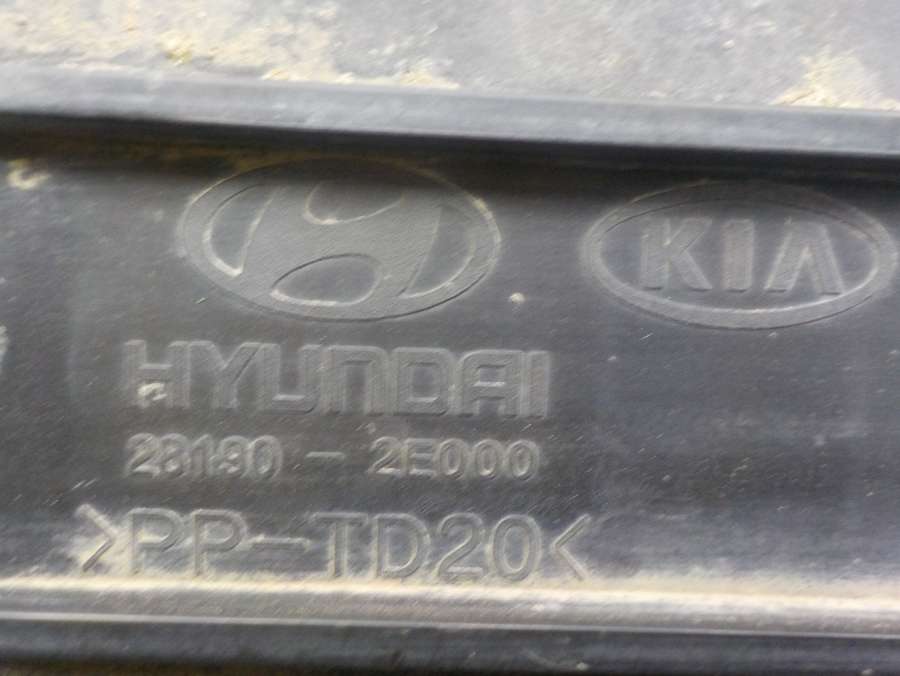 KIA
HYUNDAI
28190 - 2E000
>PP-TD20<